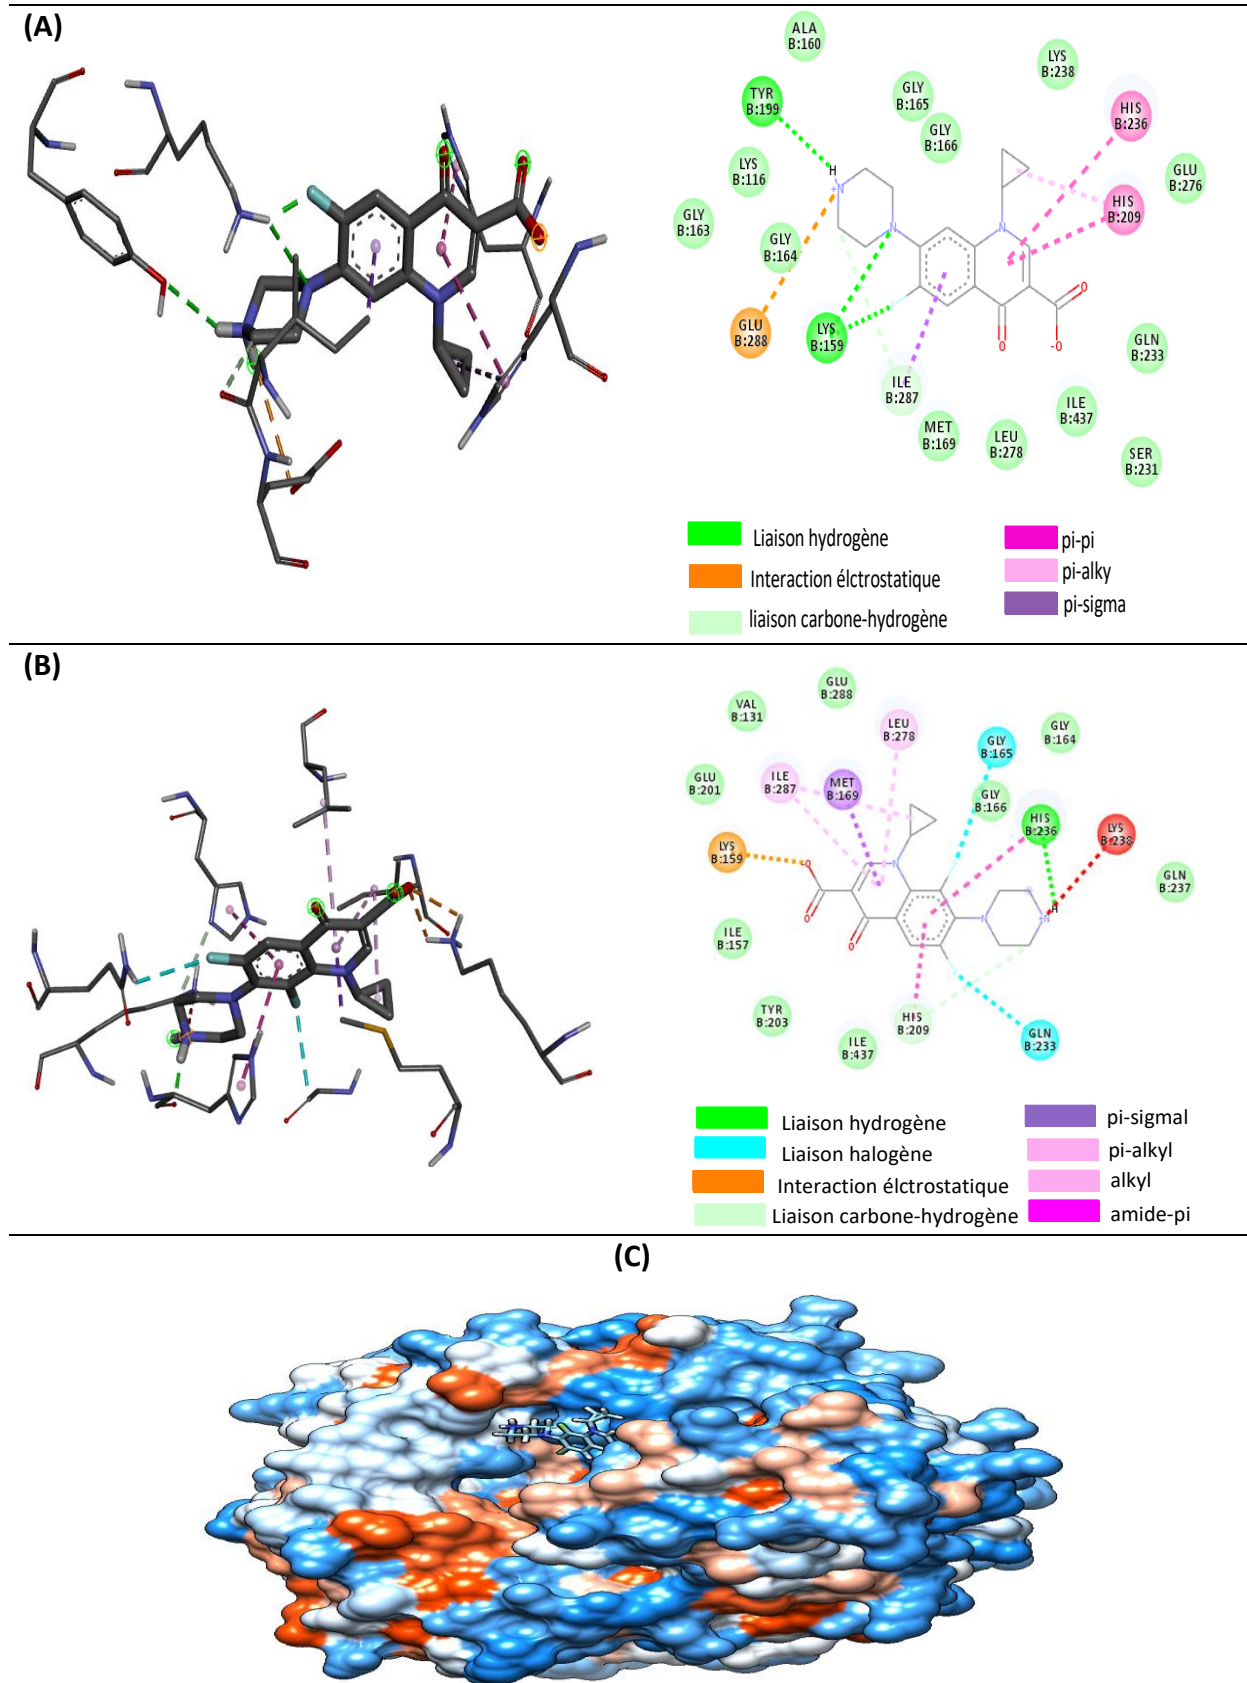 (A)
ALA
B:160
LYS
B:238
TYR
B:199
GLY
B:165
HIS
B:236
GLY
B:166
LYS
B:116
GLU
B:276
H
N
+
HIS
B:209
GLY
B:163
N
N
GLY
B:164
O
GLU
B:288
LYS
B:159
O
O-
GLN
B:233
ILE
B:287
ILE
B:437
MET
B:169
LEU
B:278
SER
B:231
Liaison hydrogène
pi-pi
Interaction élctrostatique
pi-alky
liaison carbone-hydrogène
pi-sigma
(B)
GLU
B:288
VAL
B:131
LEU
B:278
GLY
B:165
GLY
B:164
GLU
B:201
ILE
B:287
MET
B:169
GLY
B:166
HIS
B:236
LYS
B:238
LYS
B:159
-O
N
GLN
B:237
H
N
N
+
O
O
ILE
B:157
TYR
B:203
ILE
B:437
HIS
B:209
GLN
B:233
Liaison hydrogène
pi-sigmal
Liaison halogène
pi-alkyl
Interaction élctrostatique
alkyl
Liaison carbone-hydrogène
amide-pi
(C)